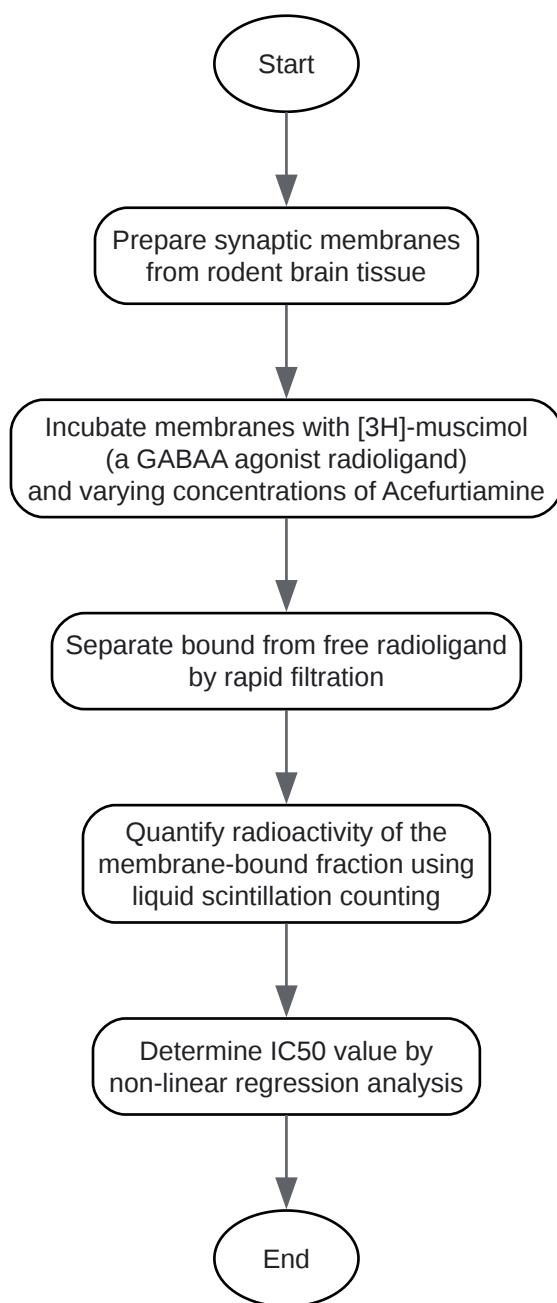 Start
Prepare synaptic membranes
from rodent brain tissue
Incubate membranes with [3H]-muscimol
(a GABAA agonist radioligand)
and varying concentrations of Acefurtiamine
Separate bound from free radioligand
by rapid filtration
Quantify radioactivity of the
membrane-bound fraction using
liquid scintillation counting
Determine IC50 value by
non-linear regression analysis
End